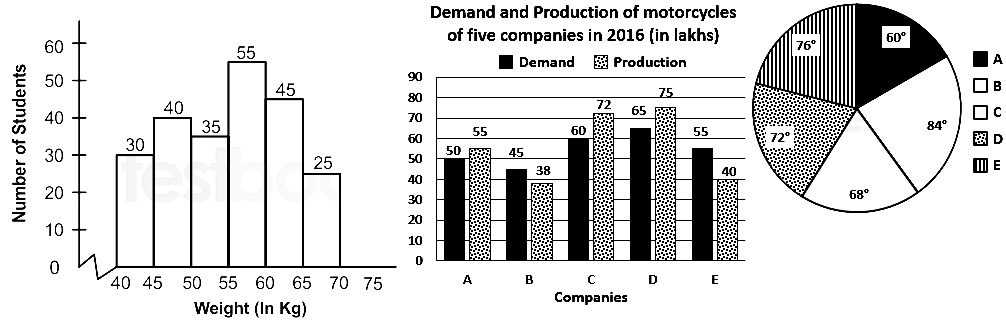 60
50
40
30
20
10
0
Number of Students
30
40
35
55
45
25
40 45 50 55 60 65 70 75
Weight (In Kg)
testboo
Demand and Production of motorcycles
of five companies in 2016 (in lakhs)
Demand Production
90
80
70
60
50
40
30
20
10
0
50 55
45 38
60 72
65 75
55 40
A B C D E
Companies
60°
84°
68°
72°
76°
A
B
C
D
E